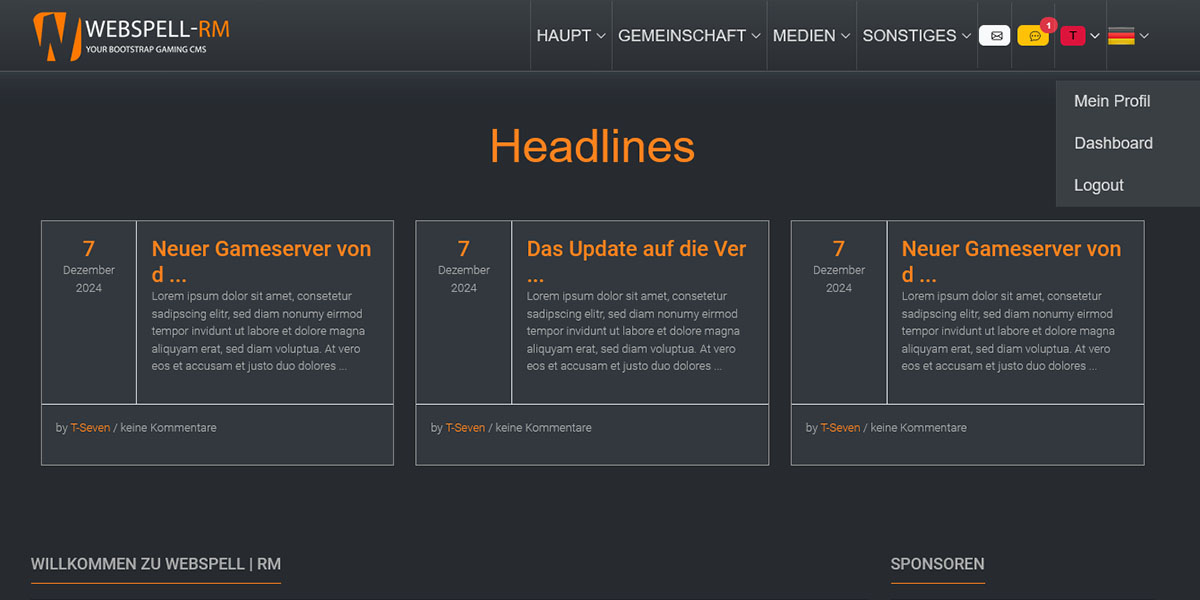 WEBSPELL-RM
YOUR BOOTSTRAP GAMING CMS
HAUPT GEMEINSCHAFT MEDIEN SONSTIGES 1 T
Mein Profil
Dashboard
Logout
Headlines
7
Dezember
2024
Neuer Gameserver von
d ...
Lorem ipsum dolor sit amet, consetetur
sadipscing elitr, sed diam nonumy eirmod
tempor invidunt ut labore et dolore magna
aliquyam erat, sed diam voluptua. At vero
eos et accusam et justo duo dolores ...
by T-Seven / keine Kommentare
7
Dezember
2024
Das Update auf die Ver
...
Lorem ipsum dolor sit amet, consetetur
sadipscing elitr, sed diam nonumy eirmod
tempor invidunt ut labore et dolore magna
aliquyam erat, sed diam voluptua. At vero
eos et accusam et justo duo dolores ...
by T-Seven / keine Kommentare
7
Dezember
2024
Neuer Gameserver von
d ...
Lorem ipsum dolor sit amet, consetetur
sadipscing elitr, sed diam nonumy eirmod
tempor invidunt ut labore et dolore magna
aliquyam erat, sed diam voluptua. At vero
eos et accusam et justo duo dolores ...
by T-Seven / keine Kommentare
WILLKOMMEN ZU WEBSPELL | RM
SPONSOREN